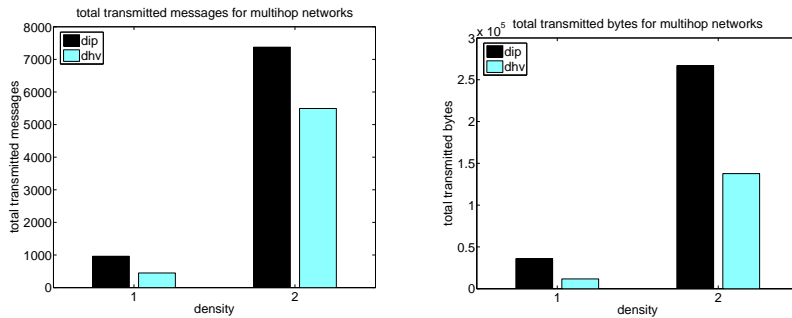 total transmitted messages for multihop networks
8000
7000
6000
5000
4000
3000
2000
1000
0
total transmitted messages
dip
dhv
1
2
density
total transmitted bytes for multihop networks
x 10^5
3
2.5
2
1.5
1
0.5
0
total transmitted bytes
dip
dhv
1
2
density